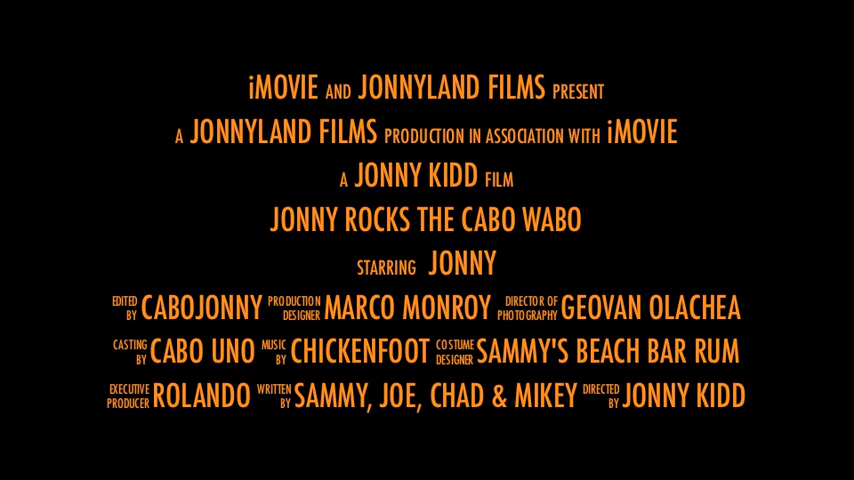 iMOVIE AND JONNYLAND FILMS PRESENT
A JONNYLAND FILMS PRODUCTION IN ASSOCIATION WITH iMOVIE
A JONNY KIDD FILM
JONNY ROCKS THE CABO WABO
STARRING JONNY
EDITED BY CABOJONNY PRODUCTION DESIGNER MARCO MONROY DIRECTOR OF PHOTOGRAPHY GEOVAN OLACHEA
CASTING BY CABO UNO MUSIC BY CHICKENFOOT COSTUME DESIGNER SAMMY'S BEACH BAR RUM
EXECUTIVE PRODUCER ROLANDO WRITTEN BY SAMMY, JOE, CHAD & MIKEY DIRECTED BY JONNY KIDD